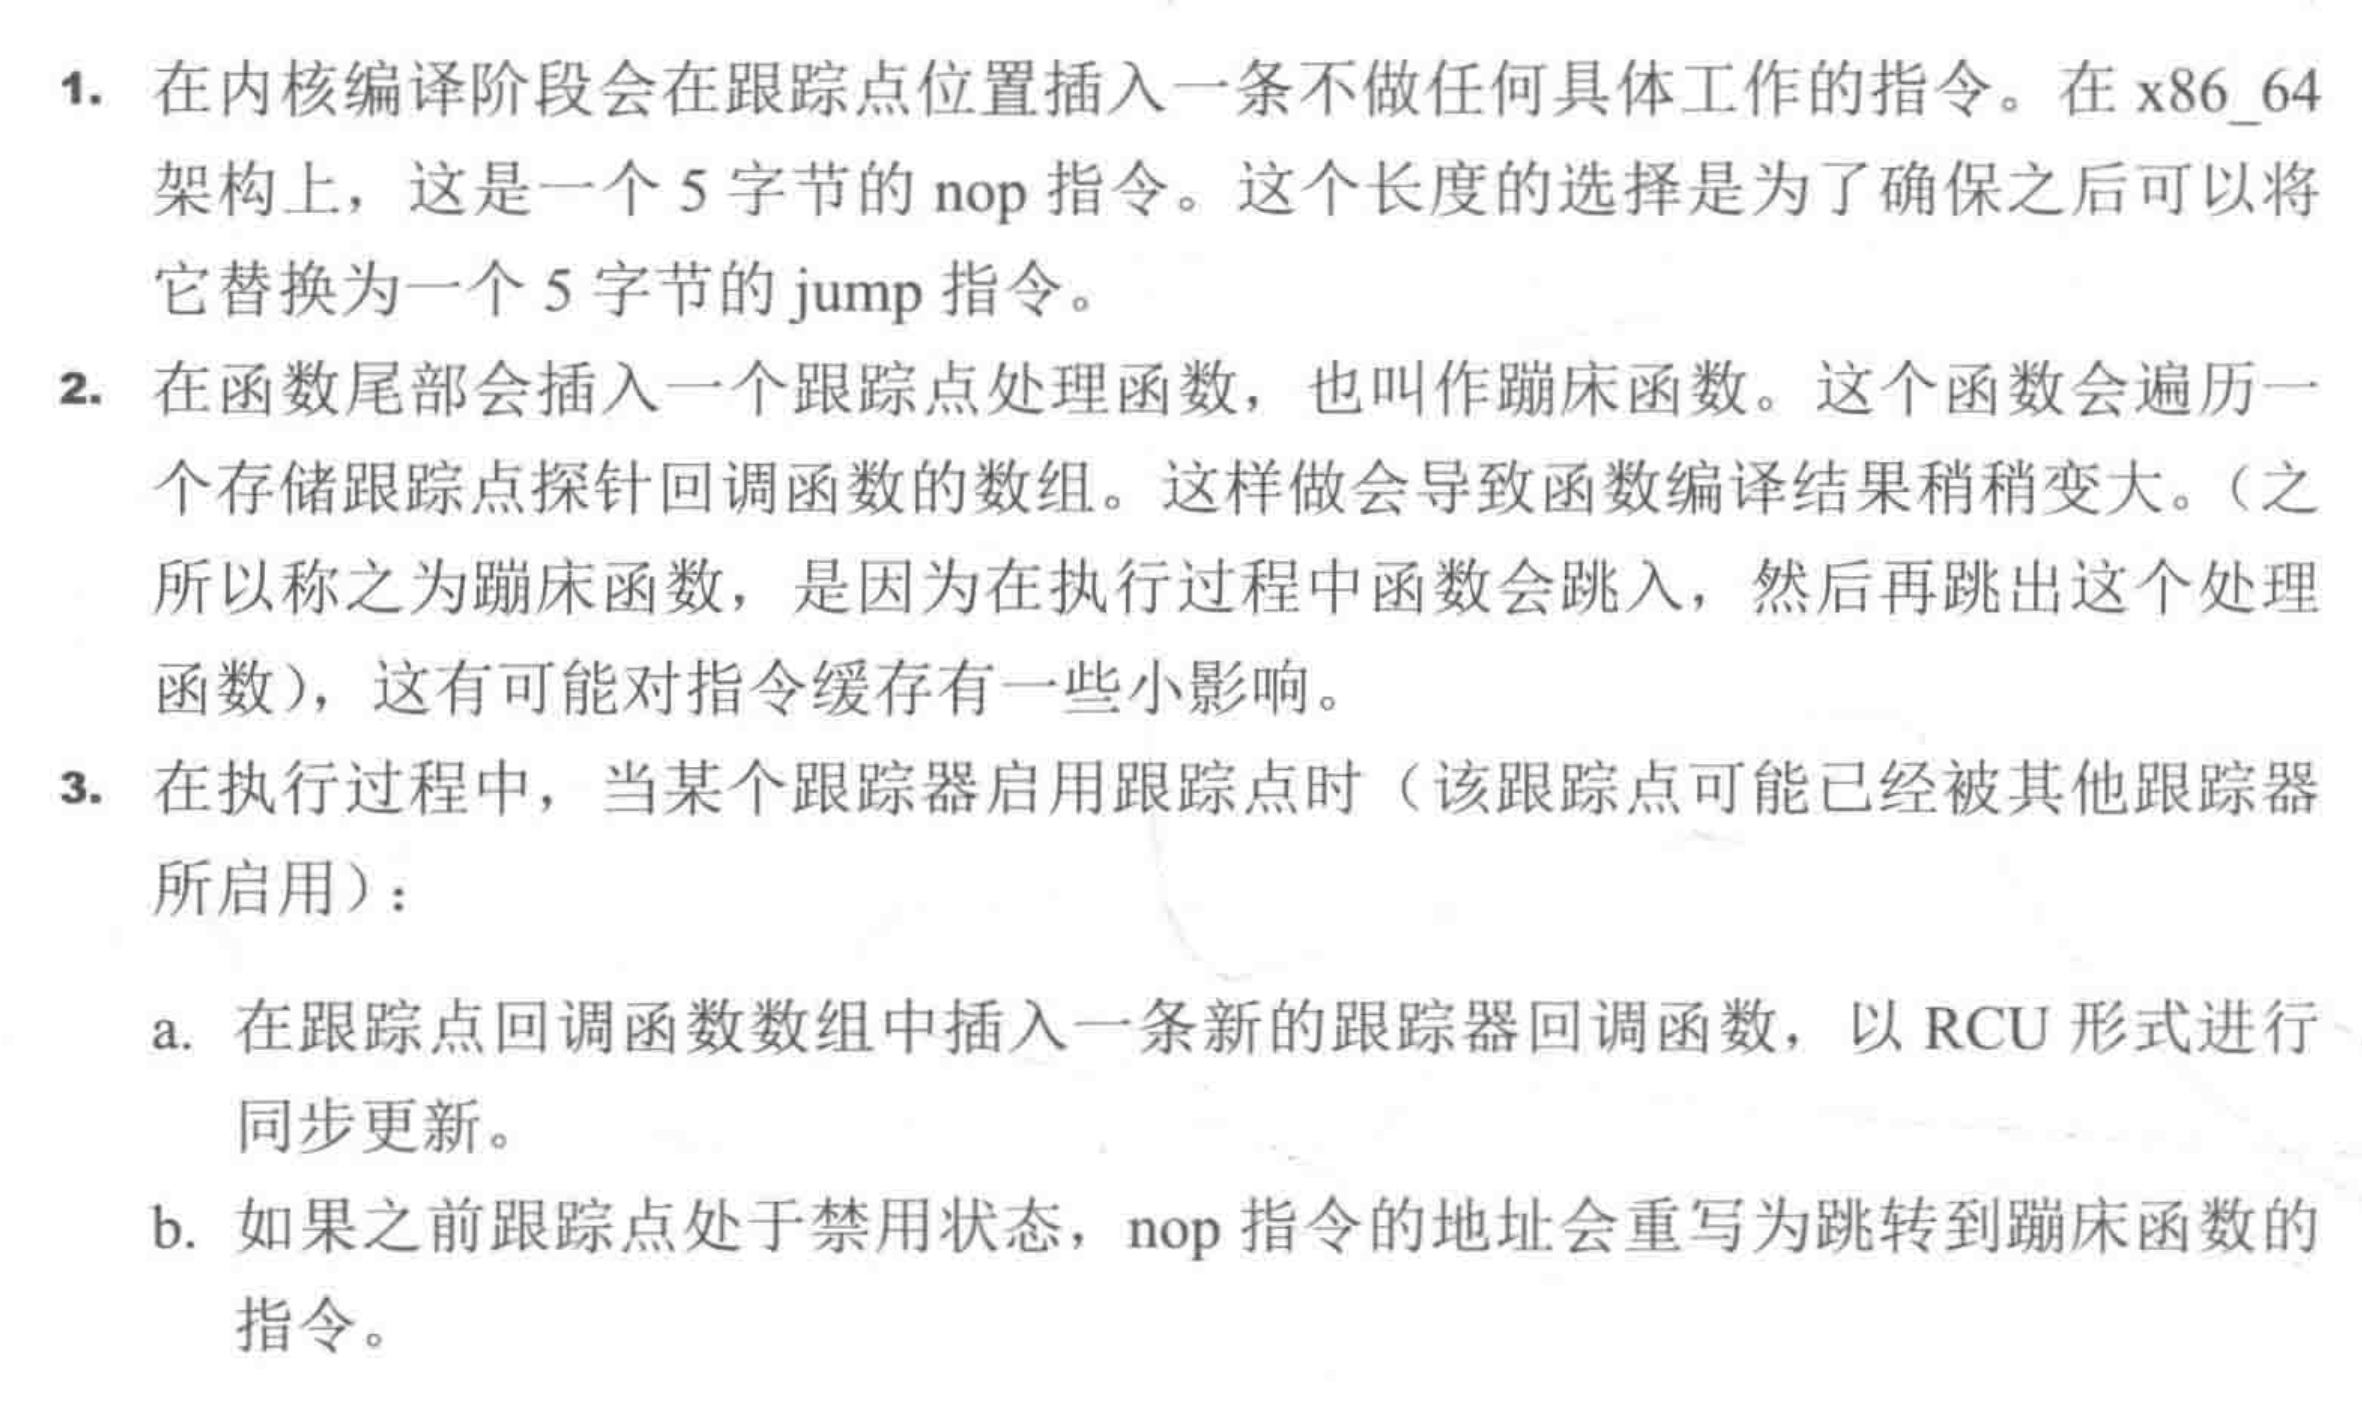 1. 在内核编译阶段会在跟踪点位置插入一条不做任何具体工作的指令。在 x86_64
架构上，这是一个 5 字节的 nop 指令。这个长度的选择是为了确保之后可以将
它替换为一个 5 字节的 jump 指令。
2. 在函数尾部会插入一个跟踪点处理函数，也叫作蹦床函数。这个函数会遍历一
个存储跟踪点探针回调函数的数组。这样做会导致函数编译结果稍稍变大。（之
所以称之为蹦床函数，是因为在执行过程中函数会跳入，然后再跳出这个处理
函数），这有可能对指令缓存有一些小影响。
3. 在执行过程中，当某个跟踪器启用跟踪点时（该跟踪点可能已经被其他跟踪器
所启用）：
a. 在跟踪点回调函数数组中插入一条新的跟踪器回调函数，以 RCU 形式进行
同步更新。
b. 如果之前跟踪点处于禁用状态，nop 指令的地址会重写为跳转到蹦床函数的
指令。